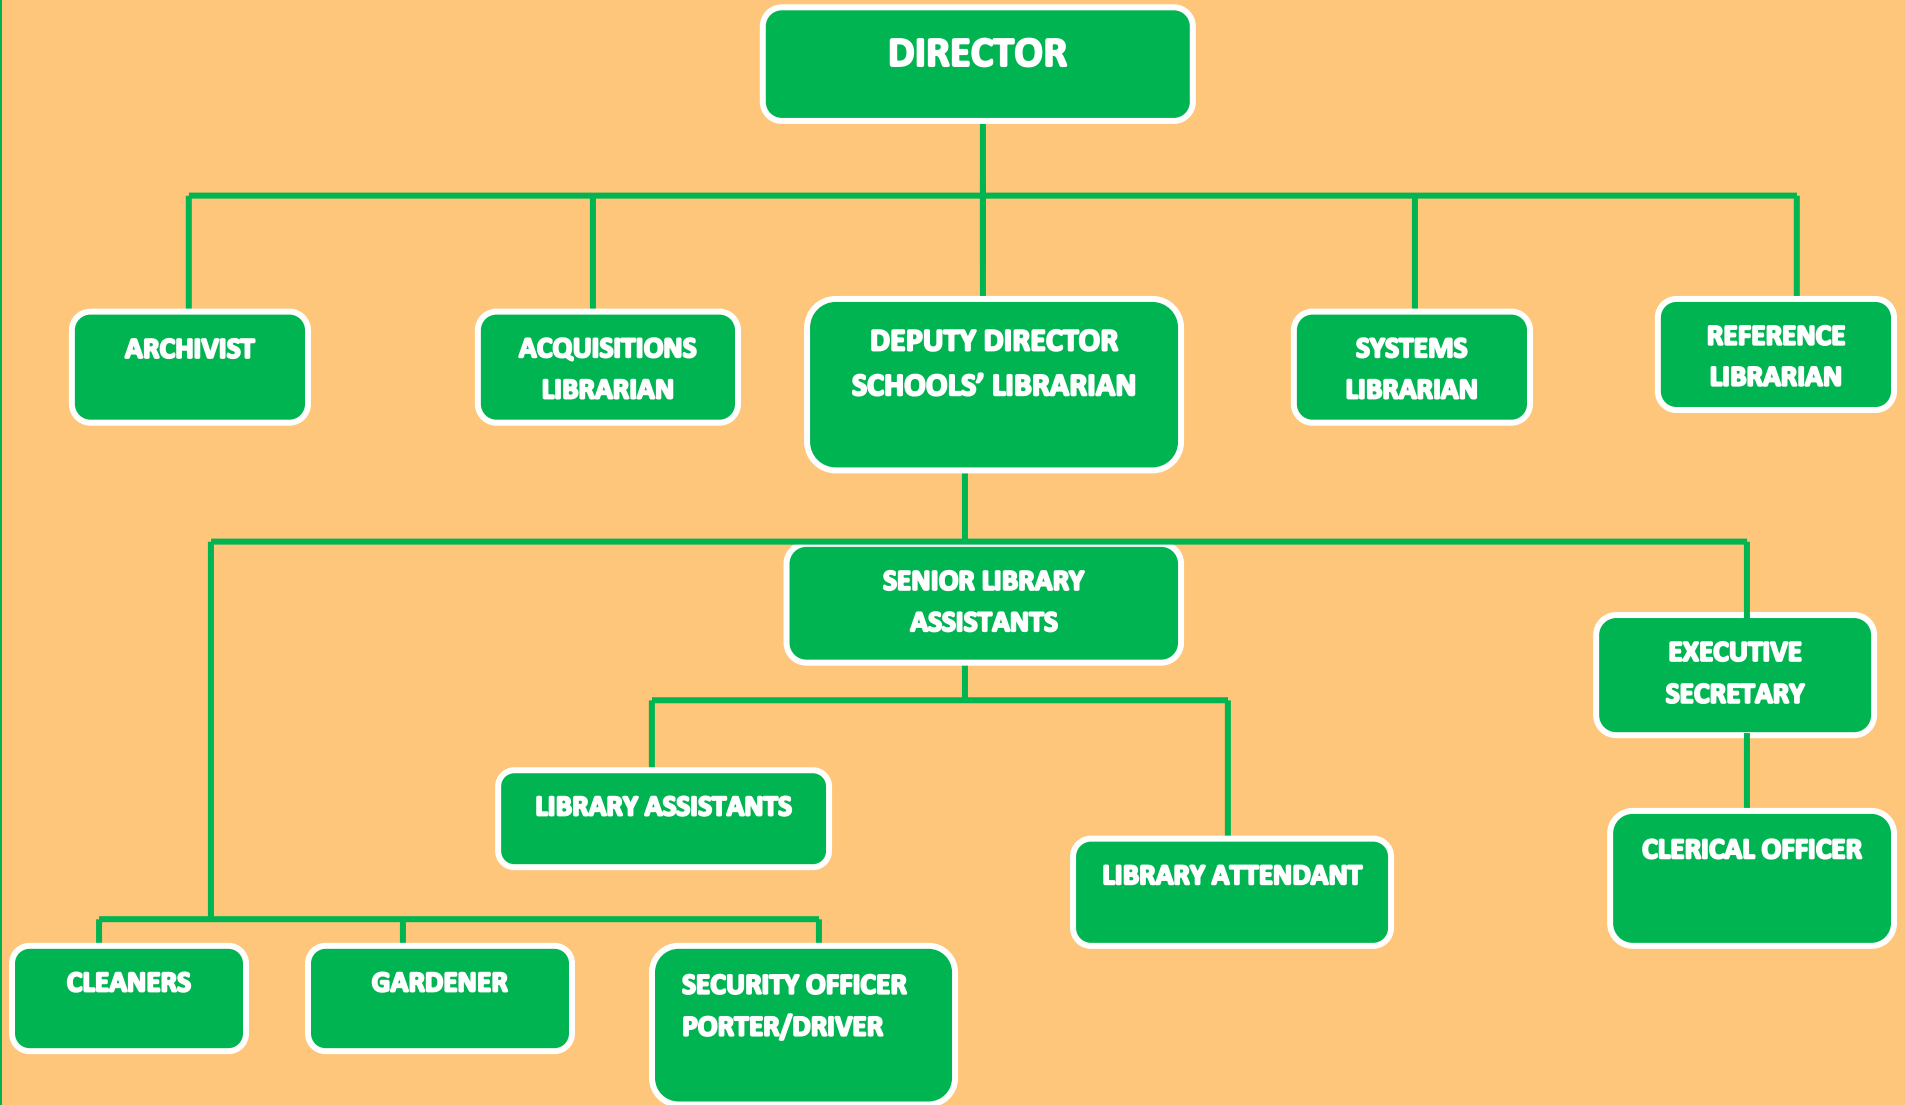 DIRECTOR
ARCHIVIST
ACQUISITIONS
LIBRARIAN
DEPUTY DIRECTOR
SCHOOLS’ LIBRARIAN
SYSTEMS
LIBRARIAN
REFERENCE
LIBRARIAN
SENIOR LIBRARY
ASSISTANTS
EXECUTIVE
SECRETARY
LIBRARY ASSISTANTS
LIBRARY ATTENDANT
CLERICAL OFFICER
CLEANERS
GARDENER
SECURITY OFFICER
PORTER/DRIVER